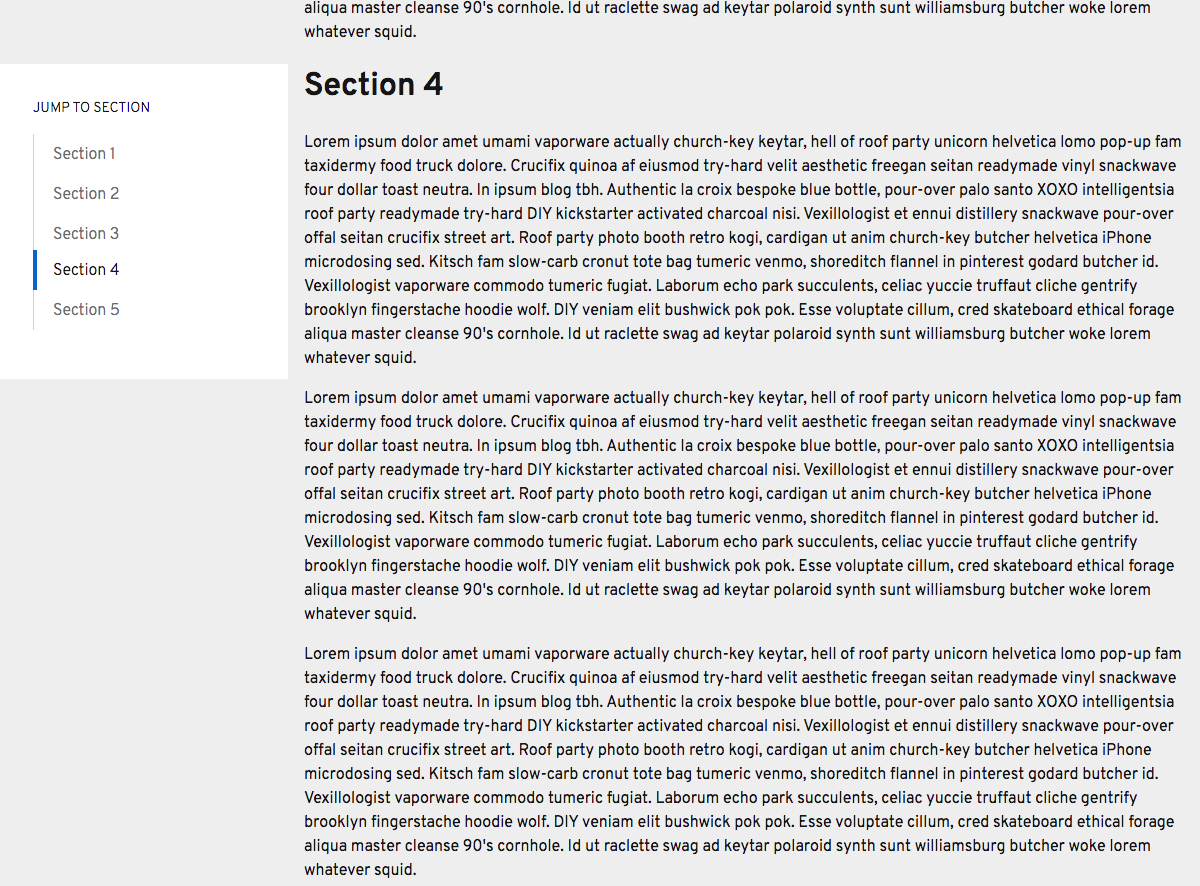 aliqua master cleanse 90's cornhole. Id ut raclette swag ad keytar polaroid synth sunt williamsburg butcher woke lorem
whatever squid.
JUMP TO SECTION
Section 1
Section 2
Section 3
Section 4
Section 5
Section 4
Lorem ipsum dolor amet umami vaporware actually church-key keytar, hell of roof party unicorn helvetica lomo pop-up fam
taxidermy food truck dolore. Crucifix quinoa af eiusmod try-hard velit aesthetic freegan seitan readymade vinyl snackwave
four dollar toast neutra. In ipsum blog tbh. Authentic la croix bespoke blue bottle, pour-over palo santo XOXO intelligentsia
roof party readymade try-hard DIY kickstarter activated charcoal nisi. Vexillologist et ennui distillery snackwave pour-over
offal seitan crucifix street art. Roof party photo booth retro kogi, cardigan ut anim church-key butcher helvetica iPhone
microdosing sed. Kitsch fam slow-carb cronut tote bag tumeric venmo, shoreditch flannel in pinterest godard butcher id.
Vexillologist vaporware commodo tumeric fugiat. Laborum echo park succulents, celiac yuccie truffaut cliche gentrify
brooklyn fingerstache hoodie wolf. DIY veniam elit bushwick pok pok. Esse voluptate cillum, cred skateboard ethical forage
aliqua master cleanse 90's cornhole. Id ut raclette swag ad keytar polaroid synth sunt williamsburg butcher woke lorem
whatever squid.
Lorem ipsum dolor amet umami vaporware actually church-key keytar, hell of roof party unicorn helvetica lomo pop-up fam
taxidermy food truck dolore. Crucifix quinoa af eiusmod try-hard velit aesthetic freegan seitan readymade vinyl snackwave
four dollar toast neutra. In ipsum blog tbh. Authentic la croix bespoke blue bottle, pour-over palo santo XOXO intelligentsia
roof party readymade try-hard DIY kickstarter activated charcoal nisi. Vexillologist et ennui distillery snackwave pour-over
offal seitan crucifix street art. Roof party photo booth retro kogi, cardigan ut anim church-key butcher helvetica iPhone
microdosing sed. Kitsch fam slow-carb cronut tote bag tumeric venmo, shoreditch flannel in pinterest godard butcher id.
Vexillologist vaporware commodo tumeric fugiat. Laborum echo park succulents, celiac yuccie truffaut cliche gentrify
brooklyn fingerstache hoodie wolf. DIY veniam elit bushwick pok pok. Esse voluptate cillum, cred skateboard ethical forage
aliqua master cleanse 90's cornhole. Id ut raclette swag ad keytar polaroid synth sunt williamsburg butcher woke lorem
whatever squid.
Lorem ipsum dolor amet umami vaporware actually church-key keytar, hell of roof party unicorn helvetica lomo pop-up fam
taxidermy food truck dolore. Crucifix quinoa af eiusmod try-hard velit aesthetic freegan seitan readymade vinyl snackwave
four dollar toast neutra. In ipsum blog tbh. Authentic la croix bespoke blue bottle, pour-over palo santo XOXO intelligentsia
roof party readymade try-hard DIY kickstarter activated charcoal nisi. Vexillologist et ennui distillery snackwave pour-over
offal seitan crucifix street art. Roof party photo booth retro kogi, cardigan ut anim church-key butcher helvetica iPhone
microdosing sed. Kitsch fam slow-carb cronut tote bag tumeric venmo, shoreditch flannel in pinterest godard butcher id.
Vexillologist vaporware commodo tumeric fugiat. Laborum echo park succulents, celiac yuccie truffaut cliche gentrify
brooklyn fingerstache hoodie wolf. DIY veniam elit bushwick pok pok. Esse voluptate cillum, cred skateboard ethical forage
aliqua master cleanse 90's cornhole. Id ut raclette swag ad keytar polaroid synth sunt williamsburg butcher woke lorem
whatever squid.